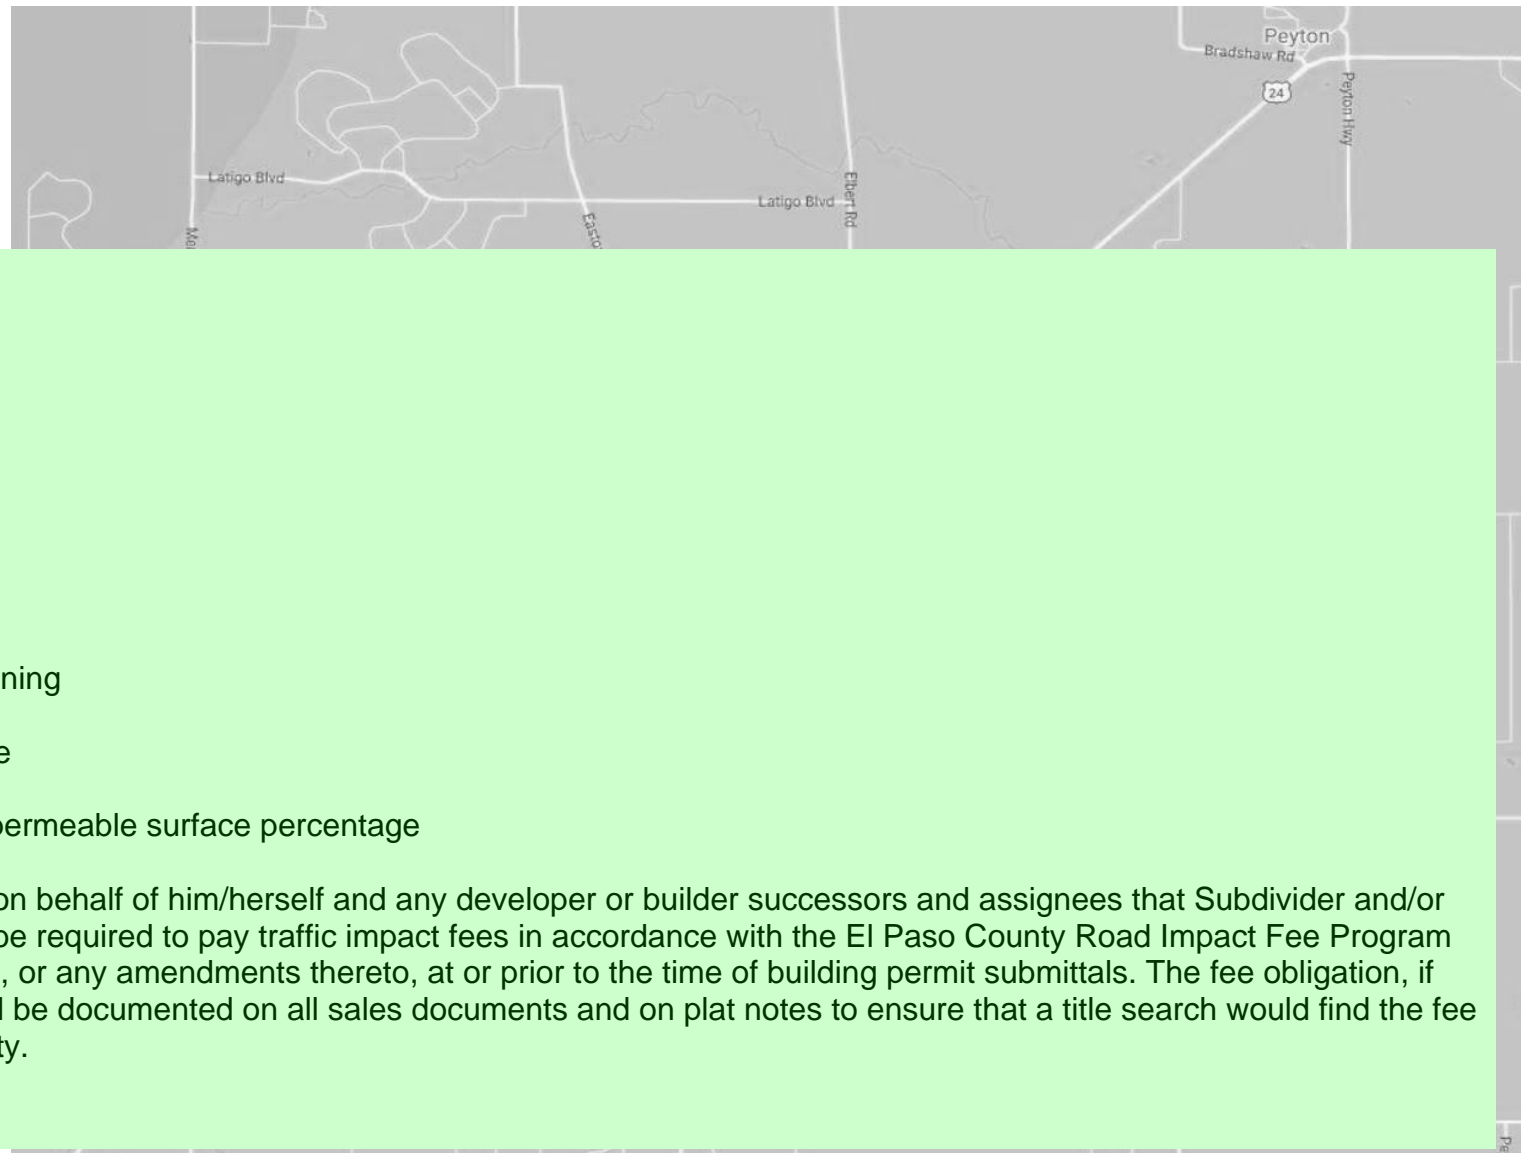 Peyton
Bradshaw Rd
24
Peyton Hwy
Latigo Blvd
Latigo Blvd
Elbert Rd
Easto
Me
ning
e
permeable surface percentage
on behalf of him/herself and any developer or builder successors and assignees that Subdivider and/or
be required to pay traffic impact fees in accordance with the El Paso County Road Impact Fee Program
, or any amendments thereto, at or prior to the time of building permit submittals. The fee obligation, if
l be documented on all sales documents and on plat notes to ensure that a title search would find the fee
ty.
Pe